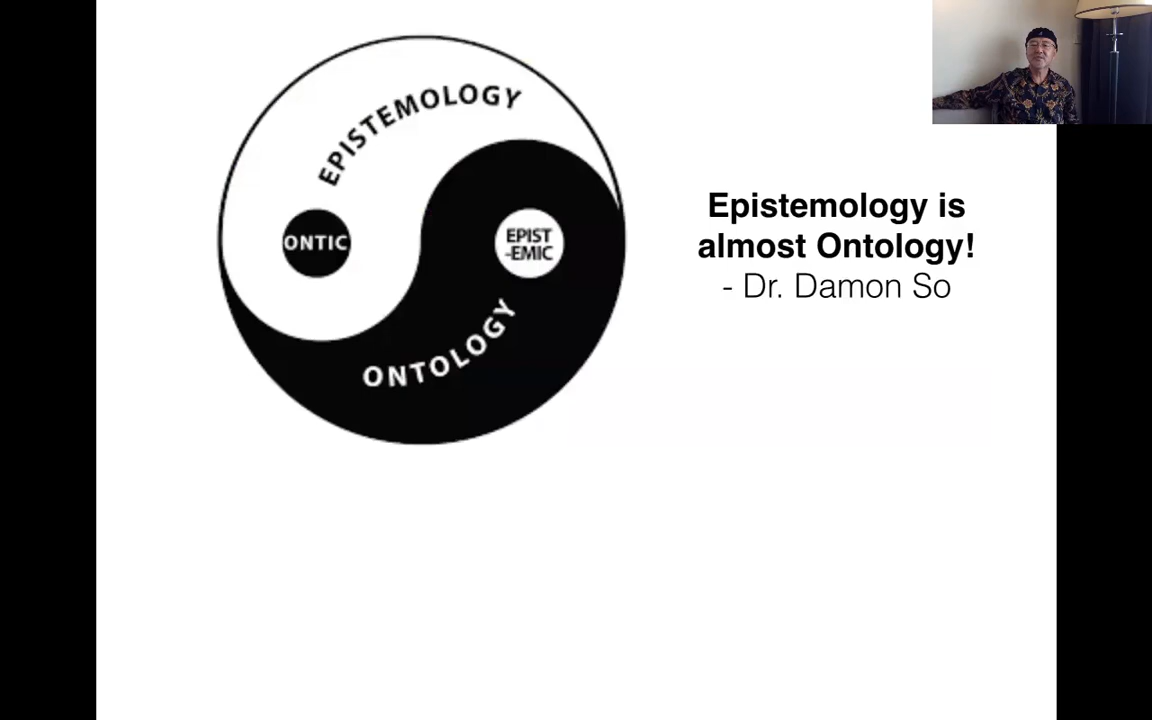 EPISTEMOLOGY
ONTIC
EPIST
-EMIC
ONTOLOGY
Epistemology is
almost Ontology!
- Dr. Damon So